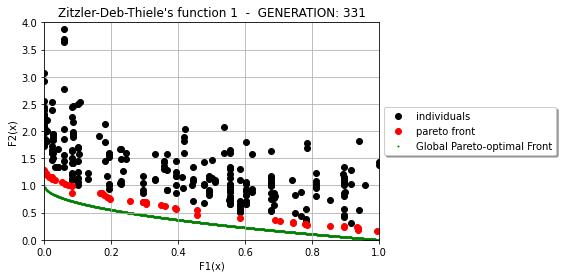 Zitzler-Deb-Thiele's function 1 - GENERATION: 331
F2(x)
4.0
3.5
3.0
2.5
2.0
1.5
1.0
0.5
0.0
0.0 0.2 0.4 0.6 0.8 1.0
F1(x)
individuals
pareto front
Global Pareto-optimal Front